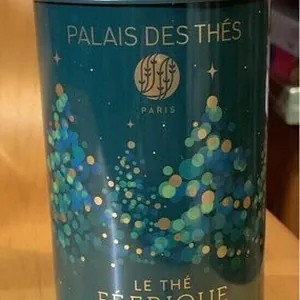 PALAIS DES THÉS
PARIS
LE THÉ
FÉERIQUE